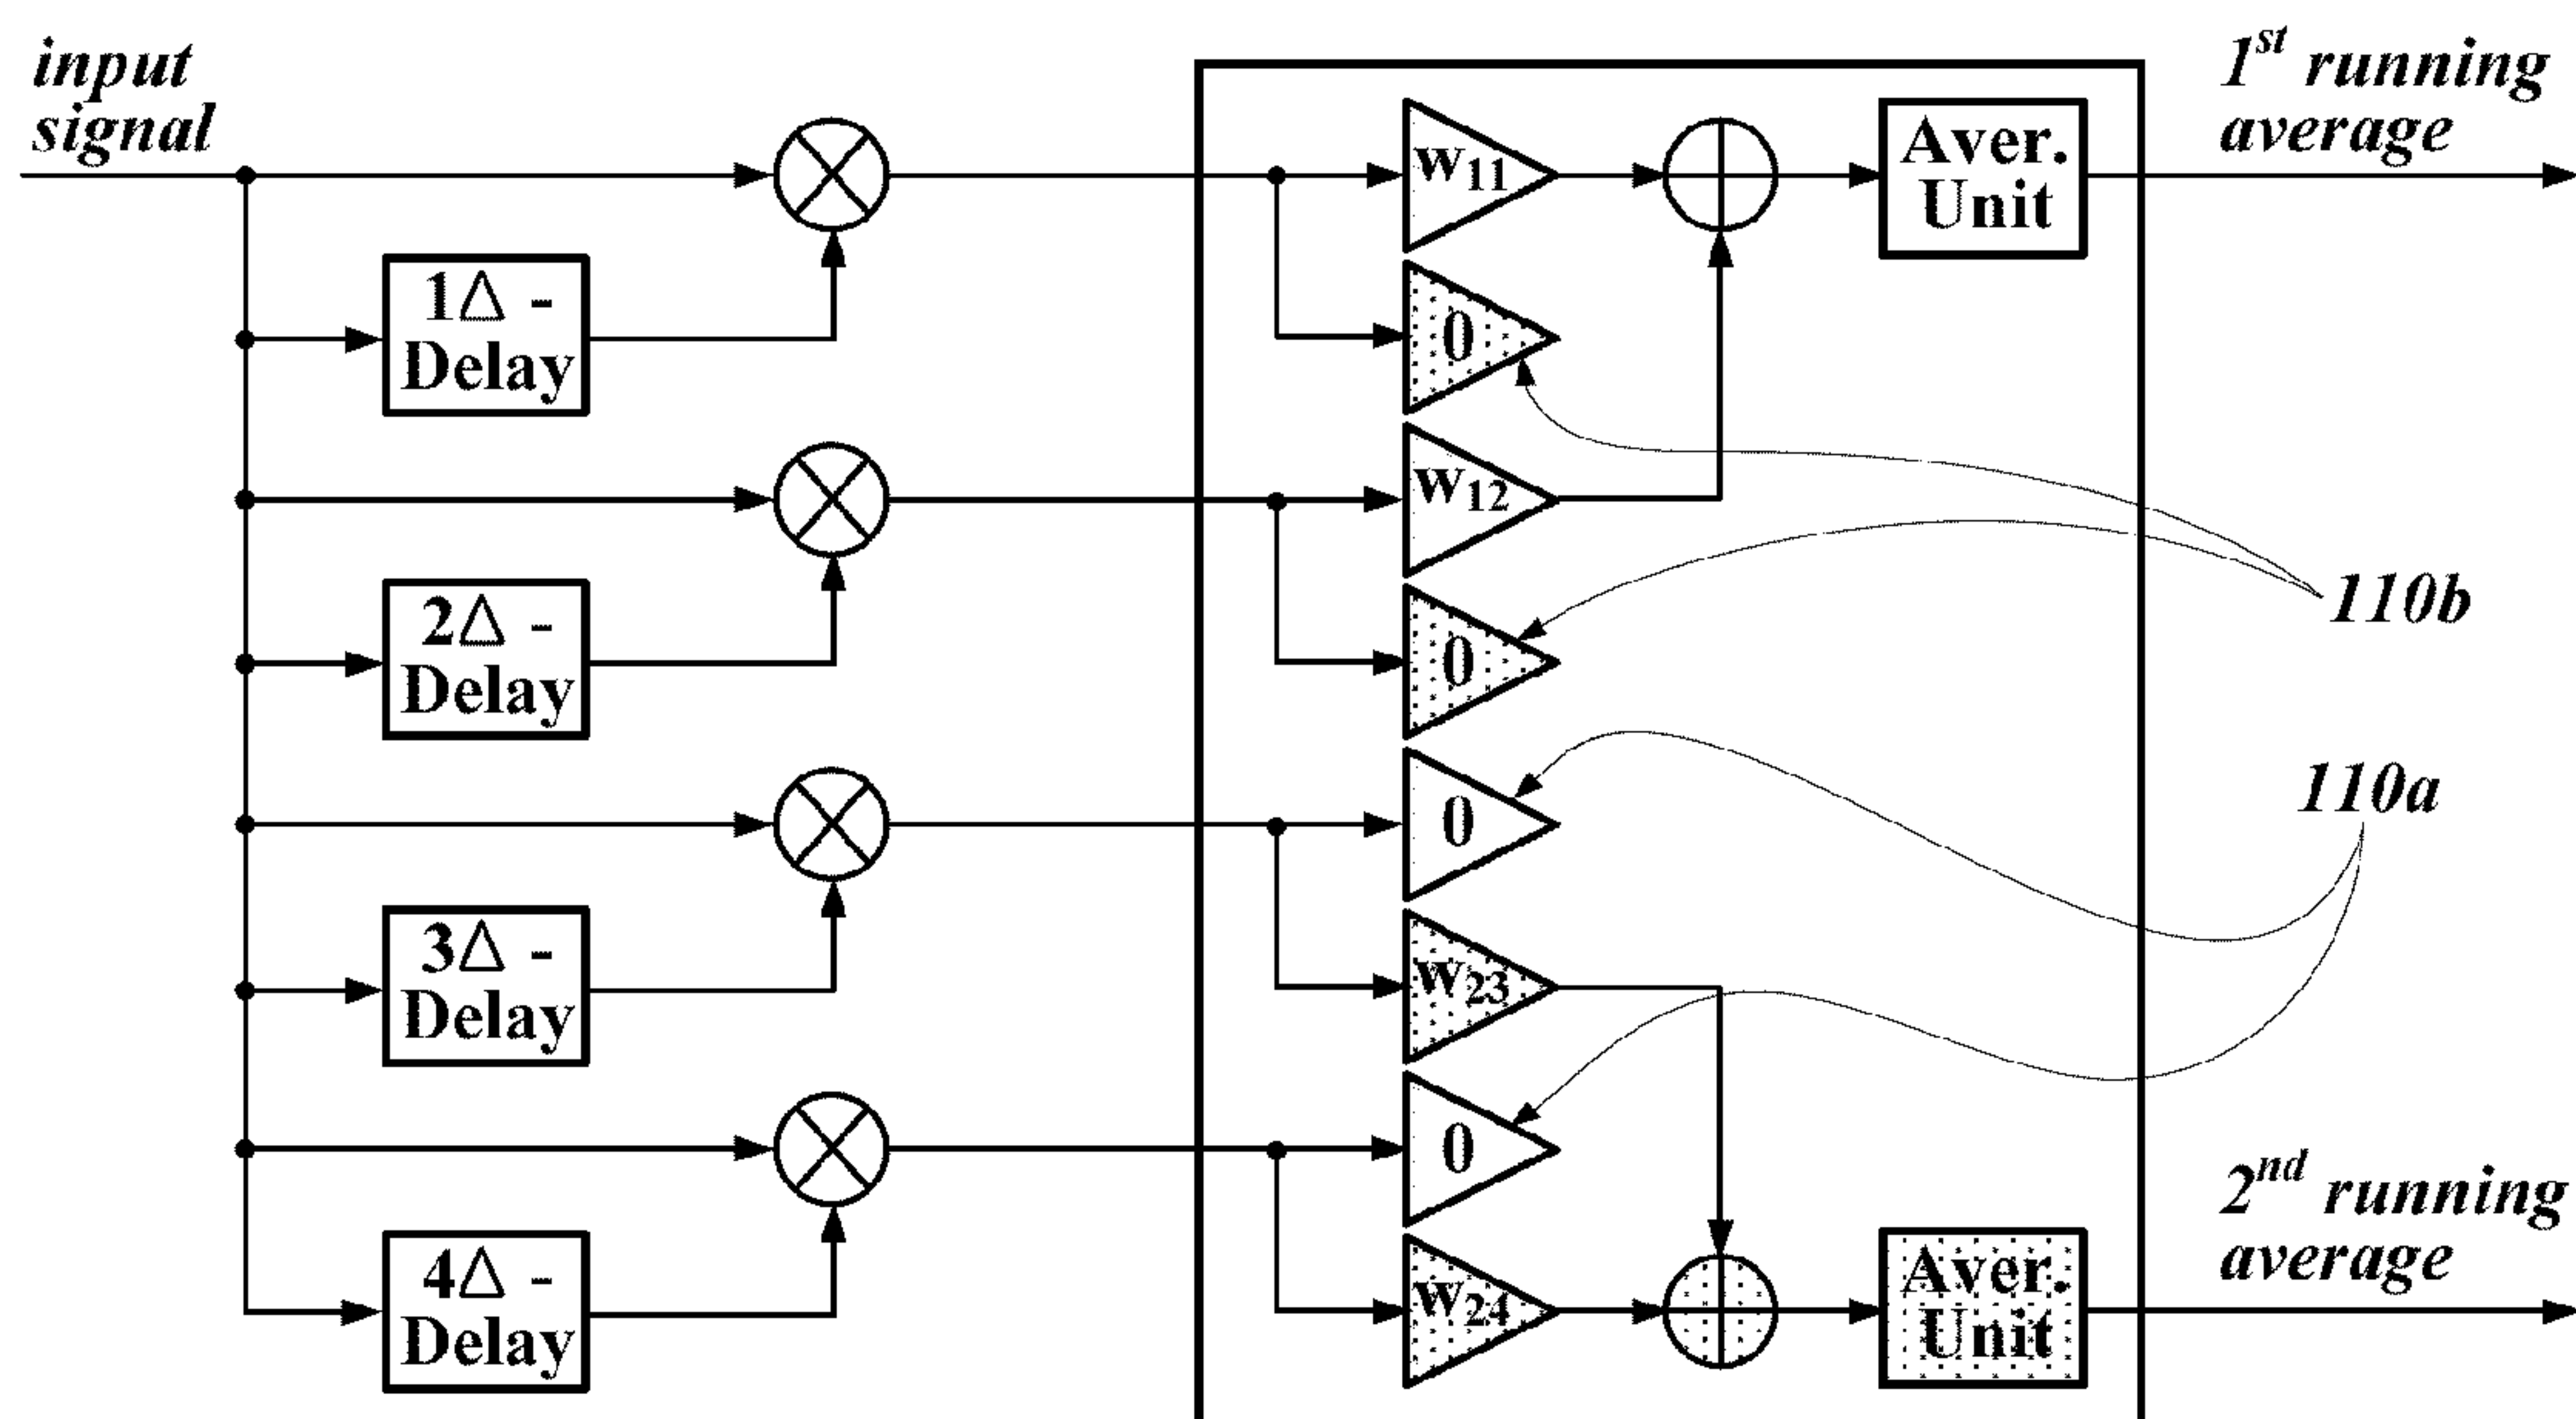 input
signal
1st running
average
w11
Aver.
Unit
1Δ -
Delay
0
w12
2Δ -
Delay
0
110b
0
110a
3Δ -
Delay
w23
0
2nd running
average
4Δ -
Delay
w24
Aver.
Unit